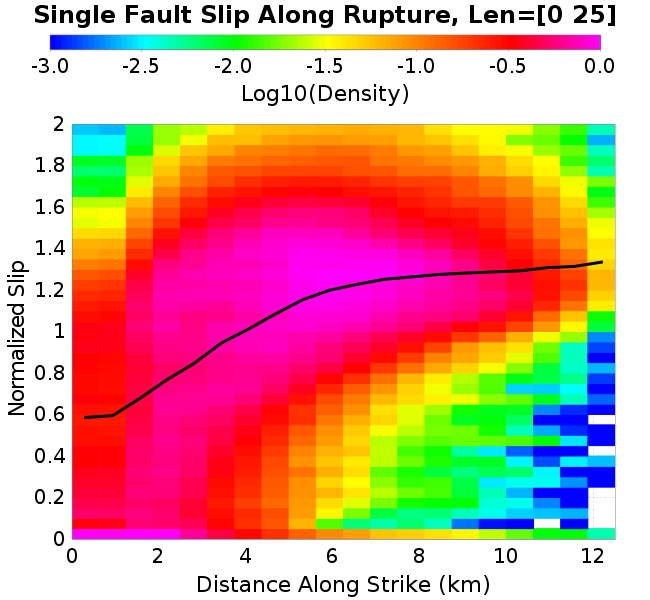 Single Fault Slip Along Rupture, Len=[0 25]
-3.0 -2.5 -2.0 -1.5 -1.0 -0.5 0.0
Log10(Density)
2
1.8
1.6
1.4
1.2
1
0.8
0.6
0.4
0.2
0
Normalized Slip
0 2 4 6 8 10 12
Distance Along Strike (km)